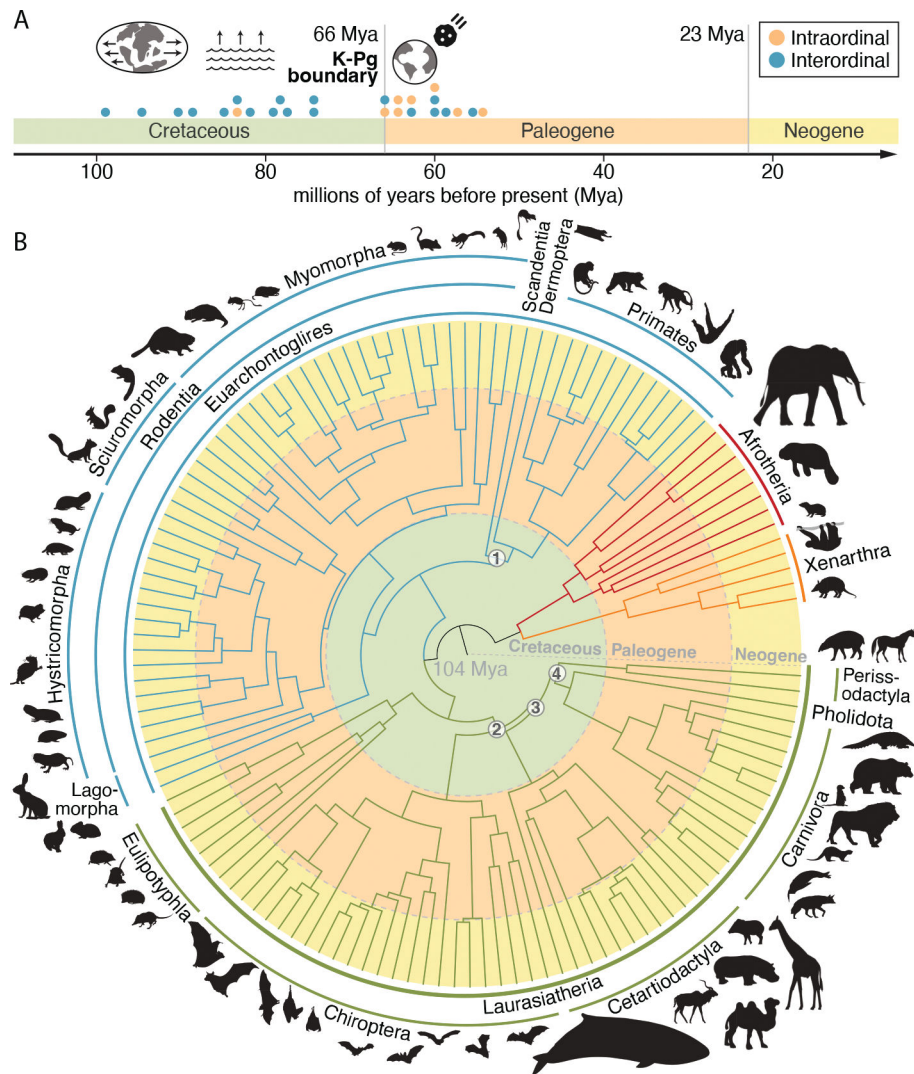 A
66 Mya
K-Pg
boundary
23 Mya
Intraordinal
Interordinal
Cretaceous
Paleogene
Neogene
100
80
60
40
20
millions of years before present (Mya)
B
Myomorpha
Scandentia
Dermoptera
Primates
Euarchontoglires
Rodentia
Sciuromorpha
Afrotheria
Xenarthra
Hystricomorpha
1
Cretaceous
Paleogene
Neogene
104 Mya
4
3
2
Periss-
odactyla
Pholidota
Lago-
morpha
Carnivora
Eulipotyphla
Laurasiatheria
Cetartiodactyla
Chiroptera